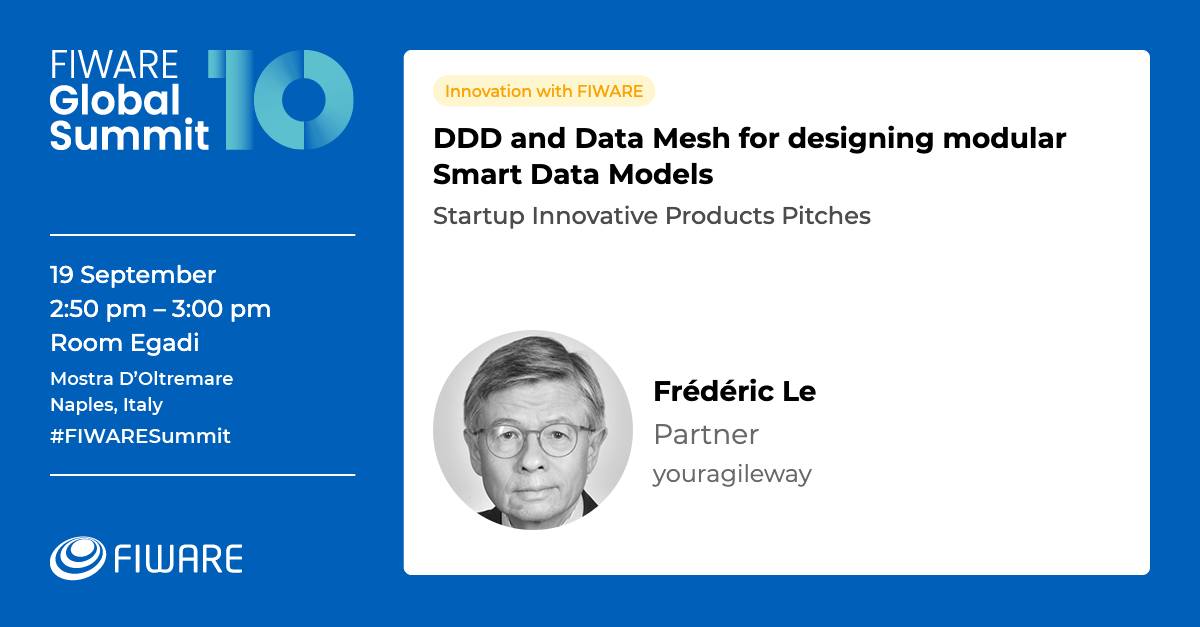 FIWARE
Global
Summit
10
19 September
2:50 pm – 3:00 pm
Room Egadi
Mostra D’Oltremare
Naples, Italy
#FIWARESummit
FIWARE
Innovation with FIWARE
DDD and Data Mesh for designing modular
Smart Data Models
Startup Innovative Products Pitches
Frédéric Le
Partner
youragileway